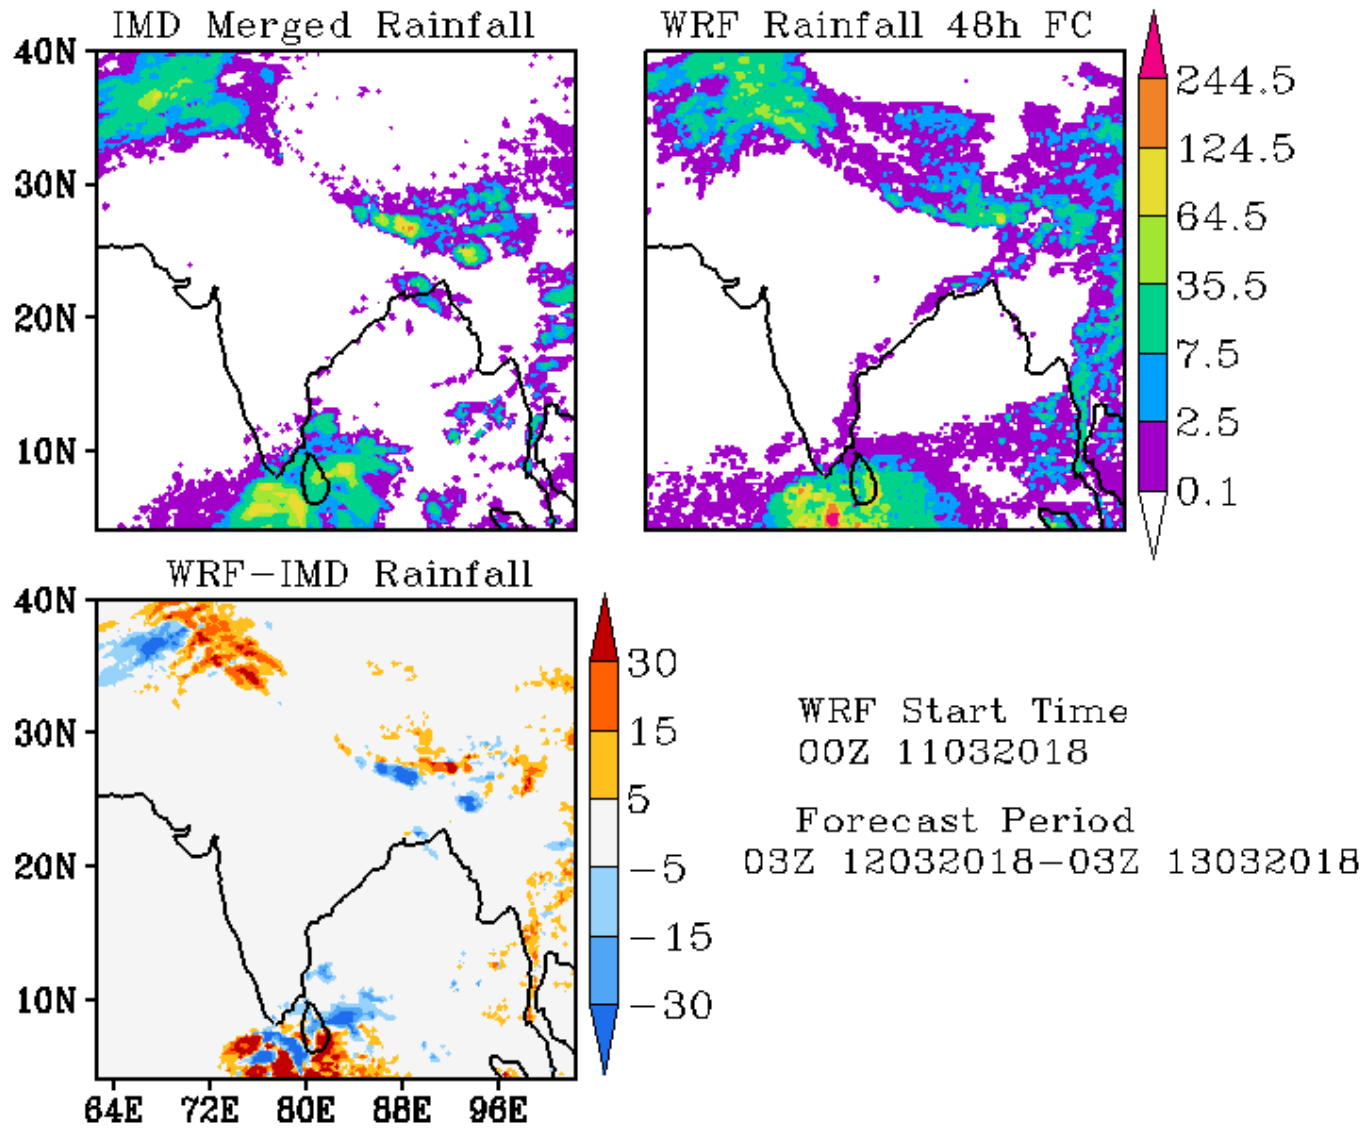 IMD Merged Rainfall
WRF Rainfall 48h FC
40N
30N
20N
10N
244.5
124.5
64.5
35.5
7.5
2.5
0.1
WRF-IMD Rainfall
40N
30N
20N
10N
64E 72E 80E 88E 96E
30
15
5
-5
-15
-30
WRF Start Time
00Z 11032018
Forecast Period
03Z 12032018-03Z 13032018